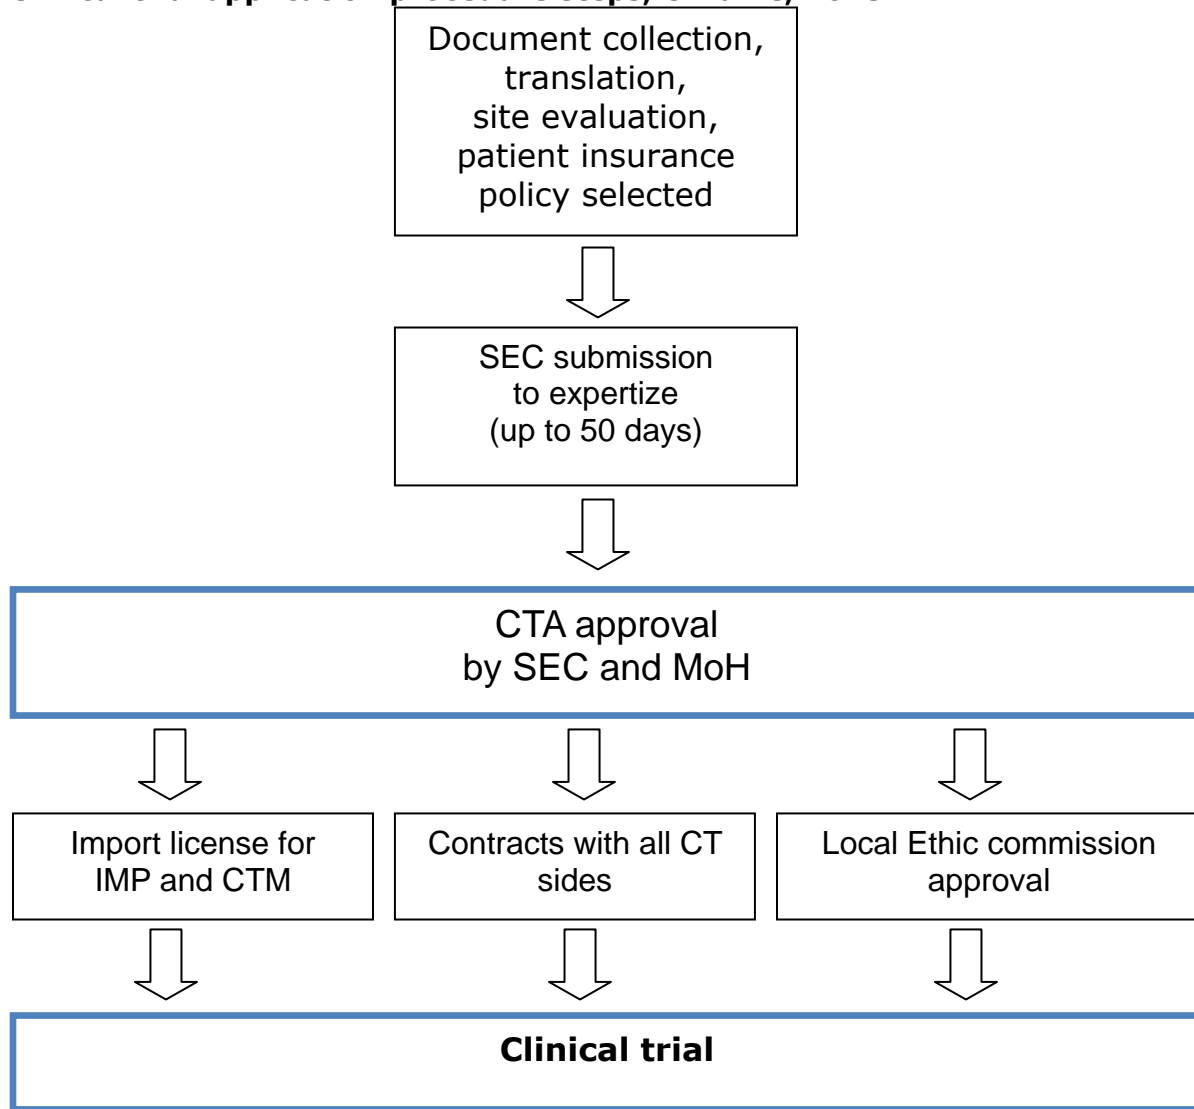 procedure steps,
Document collection,
translation,
site evaluation,
patient insurance
policy selected
SEC submission
to expertize
(up to 50 days)
CTA approval
by SEC and MoH
Import license for
IMP and CTM
Contracts with all CT
sides
Local Ethic commission
approval
Clinical trial